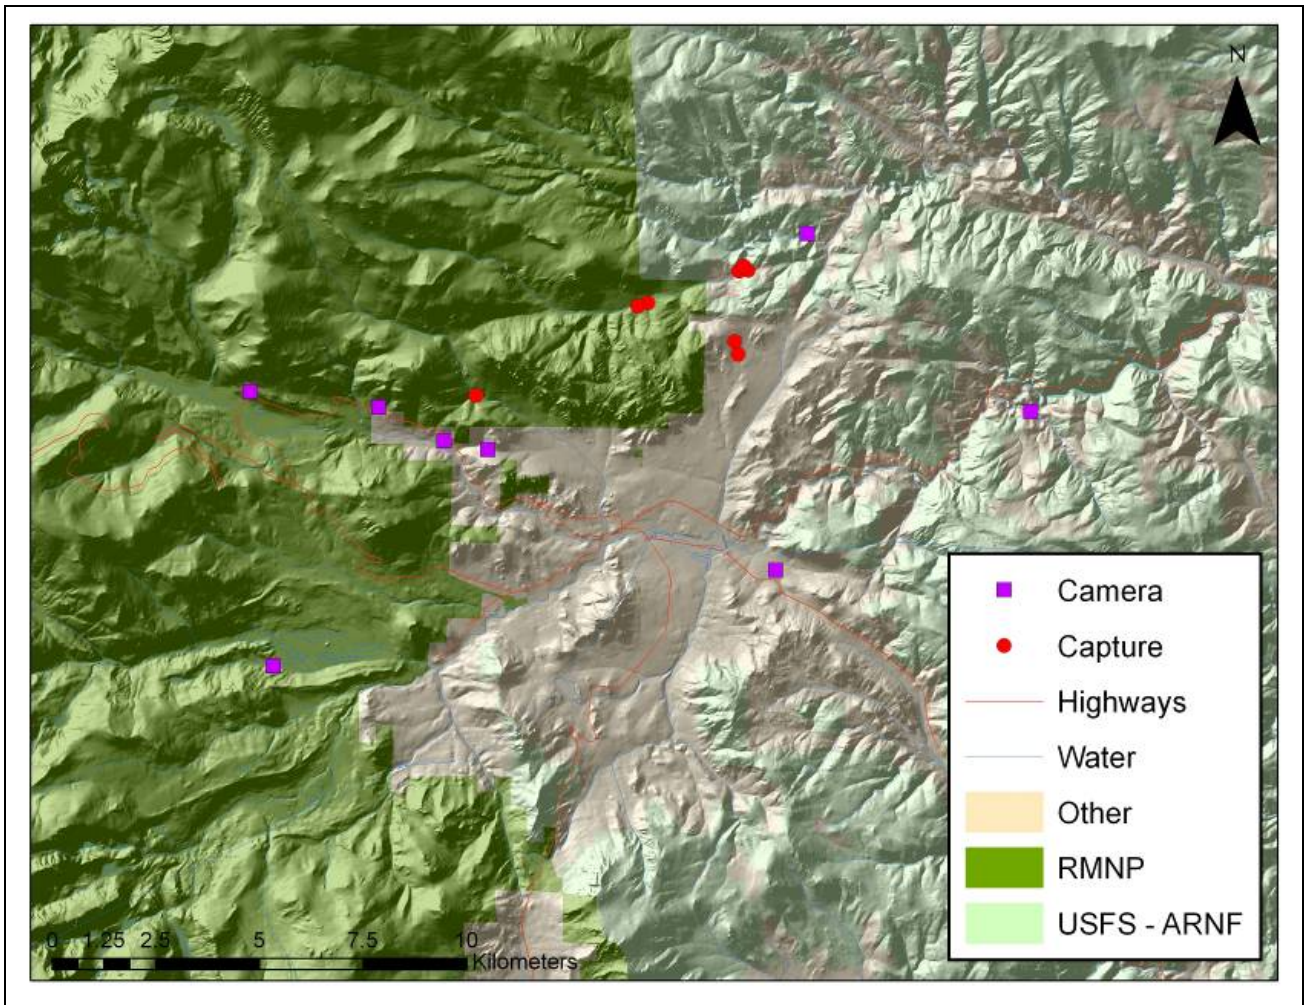 N
Camera
Capture
Highways
Water
Other
RMNP
USFS - ARNF
0 1.25 2.5 5 7.5 10
Kilometers